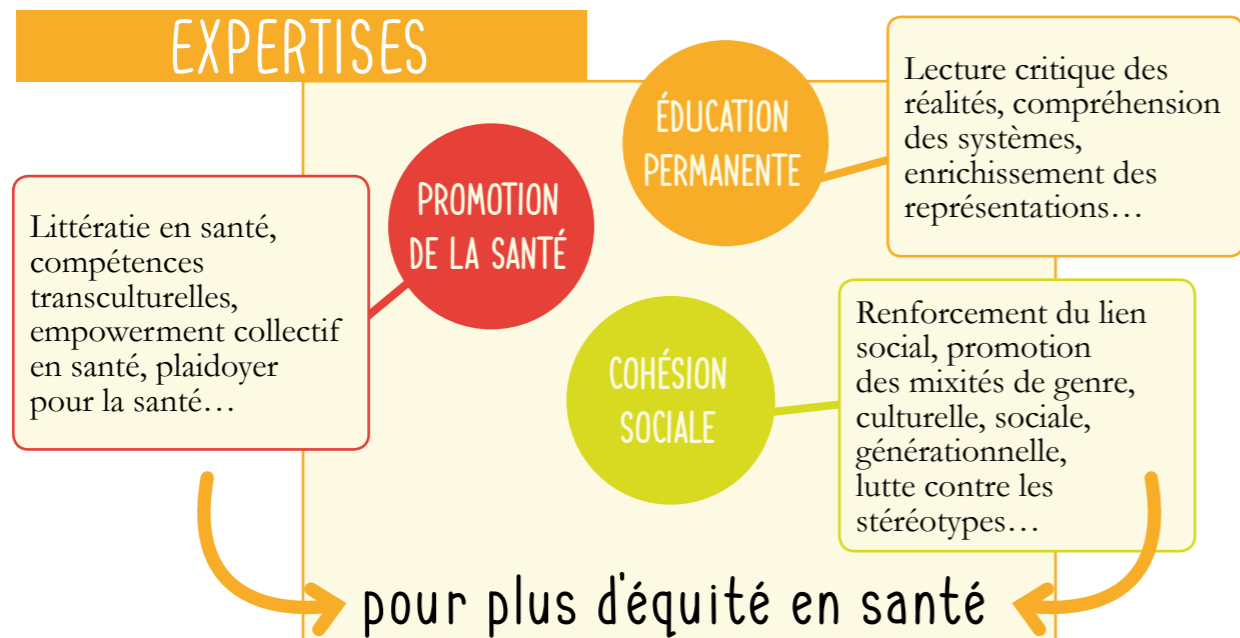 EXPERTISES
ÉDUCATION
PERMANENTE
Lecture critique des
réalités, compréhension
des systèmes,
enrichissement des
représentations…
PROMOTION
DE LA SANTÉ
Littératie en santé,
compétences
transculturelles,
empowerment collectif
en santé, plaidoyer
pour la santé…
COHÉSION
SOCIALE
Renforcement du lien
social, promotion
des mixités de genre,
culturelle, sociale,
générationnelle,
lutte contre les
stéréotypes…
pour plus d'équité en santé